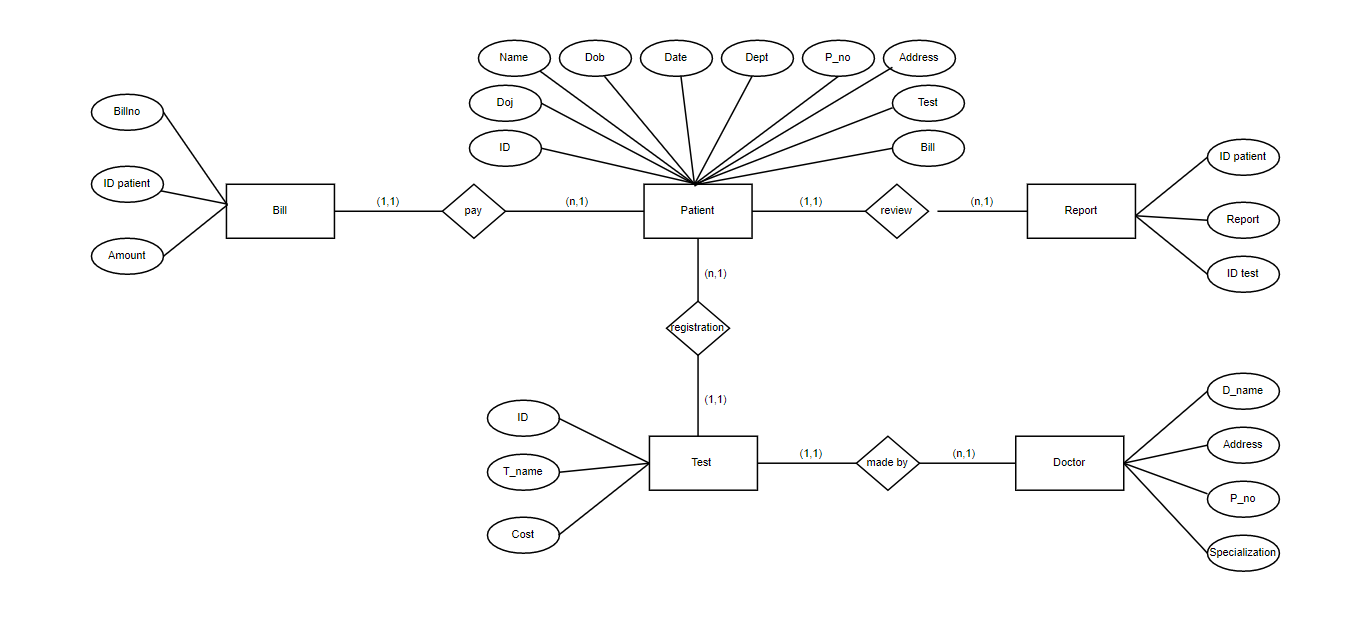 Name
Dob
Date
Dept
P_no
Address
Doj
Test
ID
Bill
Billno
ID patient
Amount
Bill
(1,1)
pay
(n,1)
Patient
(1,1)
review
(n,1)
Report
ID patient
Report
ID test
(n,1)
registration
(1,1)
ID
T_name
Cost
Test
(1,1)
made by
(n,1)
Doctor
D_name
Address
P_no
Specialization